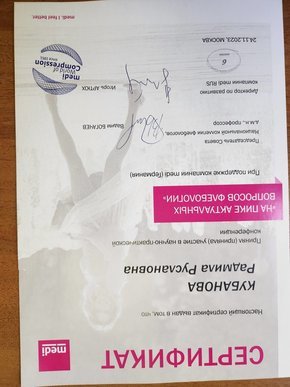 СЕРТИФИКАТ
medi
Настоящий сертификат выдан в том, что
КУБАНОВА
Радмила Руслановна
Принял (приняла) участие в научно-практической
конференции
«НА ПИКЕ АКТУАЛЬНЫХ
ВОПРОСОВ ФЛЕБОЛОГИИ»
При поддержке компании medi (Германия)
Председатель Совета
Национальной коллегии флебологов,
д.м.н., профессор
Вадим БОГАЧЕВ
Директор по развитию
компании medi RUS
Игорь АРТЮХ
medi
World of
Compression
6
24.11.2023, МОСКВА
medi. I feel better.